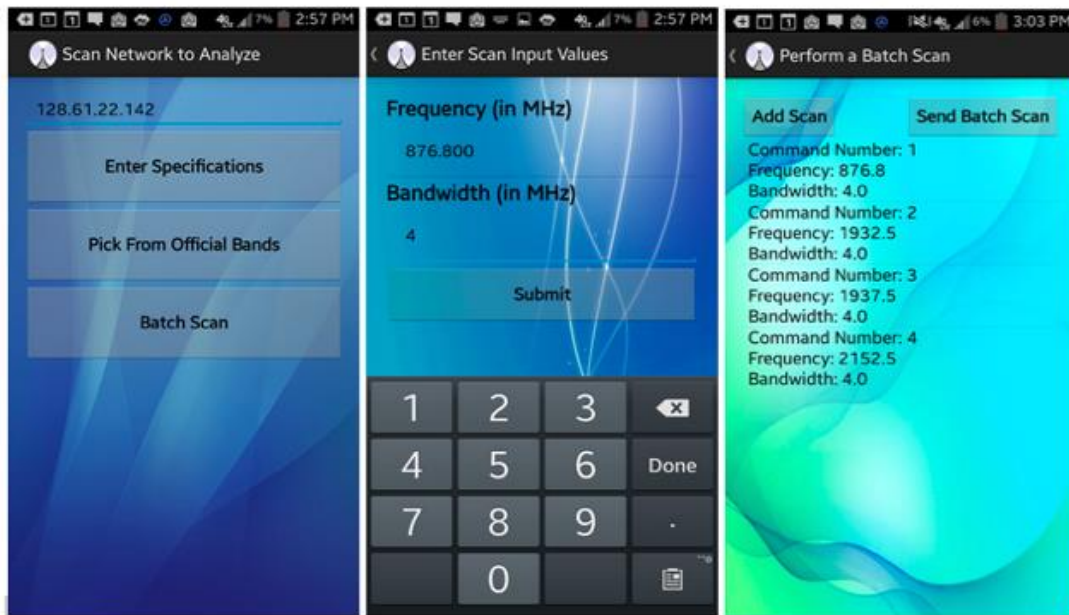 7% 2:57 PM
Scan Network to Analyze
128.61.22.142
Enter Specifications
Pick From Official Bands
Batch Scan
7% 2:57 PM
Enter Scan Input Values
Frequency (in MHz)
876.800
Bandwidth (in MHz)
4
Submit
1 2 3
4 5 6 Done
7 8 9 .
0
6% 3:03 PM
Perform a Batch Scan
Add Scan Send Batch Scan
Command Number: 1
Frequency: 876.8
Bandwidth: 4.0
Command Number: 2
Frequency: 1932.5
Bandwidth: 4.0
Command Number: 3
Frequency: 1937.5
Bandwidth: 4.0
Command Number: 4
Frequency: 2152.5
Bandwidth: 4.0